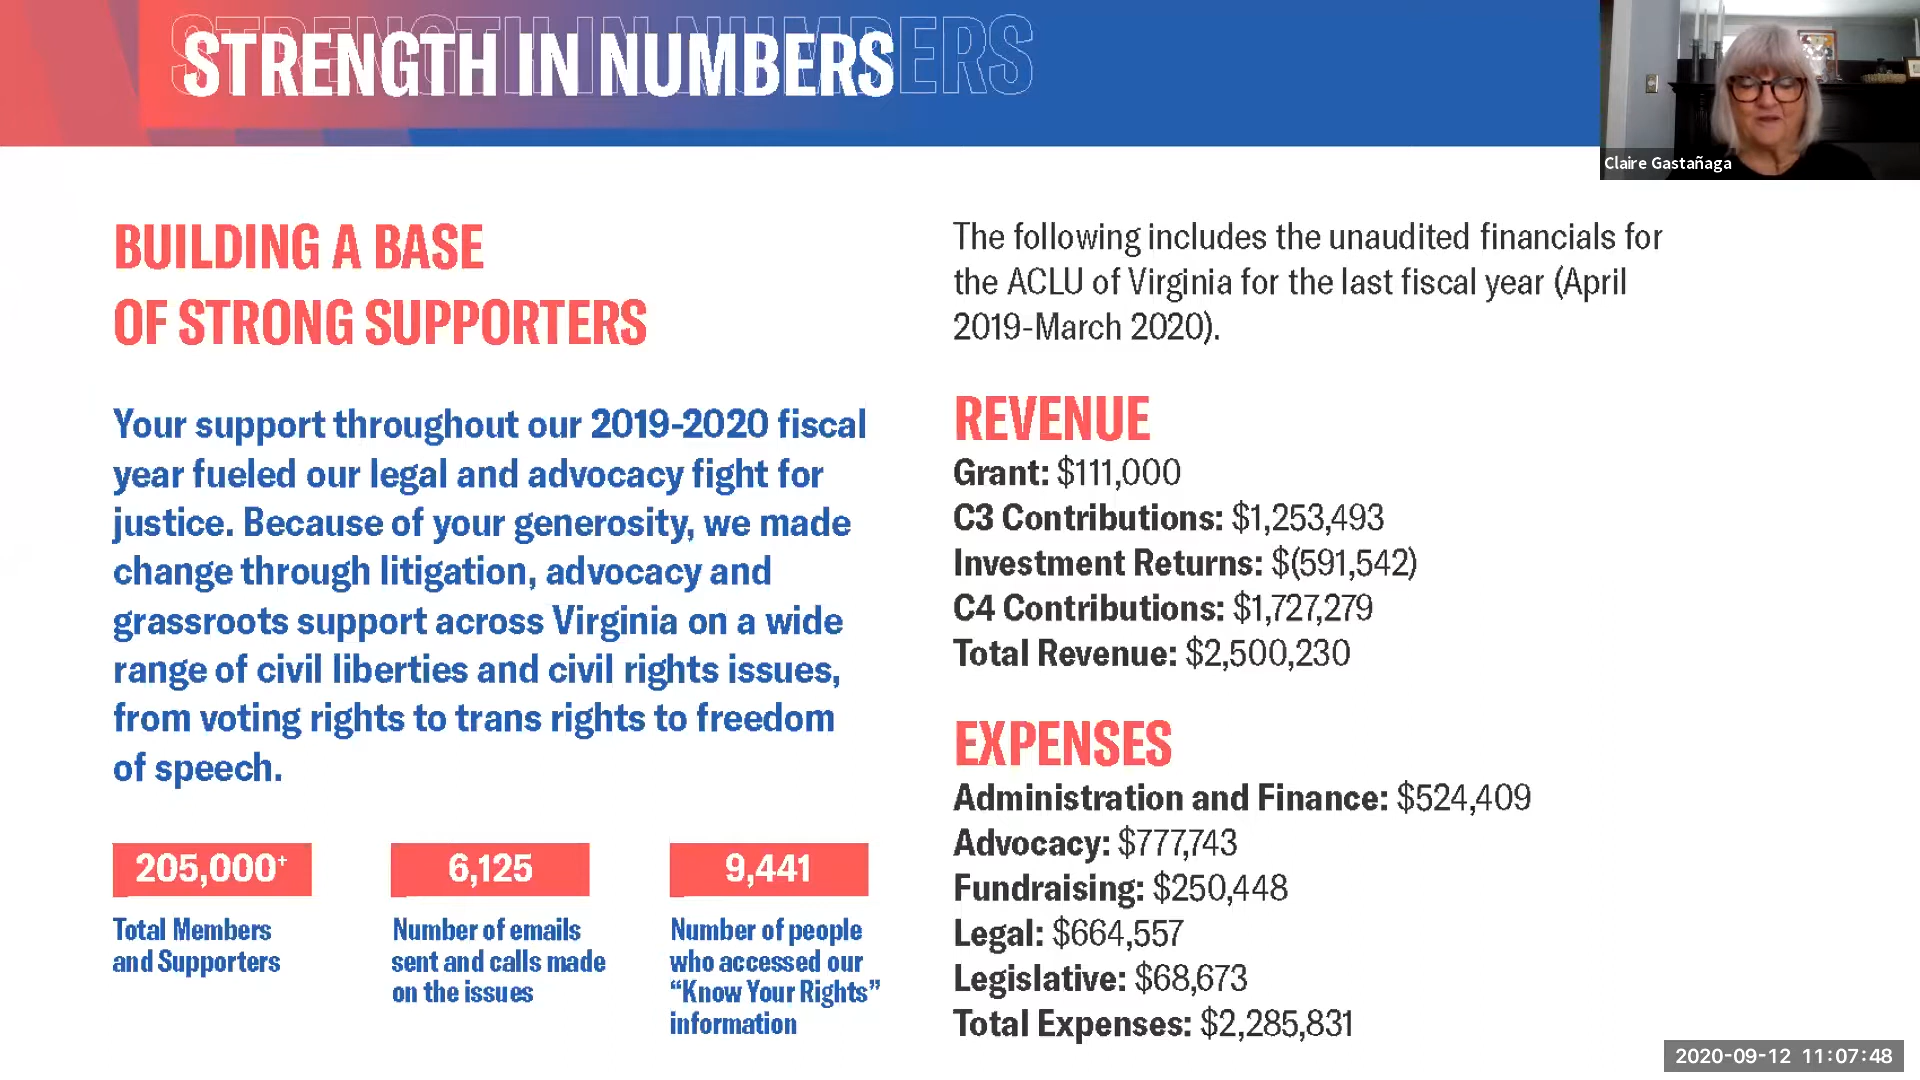 STRENGTH IN NUMBERS
STRENGTH IN NUMBERS
Claire Gastañaga
BUILDING A BASE
OF STRONG SUPPORTERS
Your support throughout our 2019-2020 fiscal
year fueled our legal and advocacy fight for
justice. Because of your generosity, we made
change through litigation, advocacy and
grassroots support across Virginia on a wide
range of civil liberties and civil rights issues,
from voting rights to trans rights to freedom
of speech.
205,000+
Total Members
and Supporters
6,125
Number of emails
sent and calls made
on the issues
9,441
Number of people
who accessed our
“Know Your Rights”
information
The following includes the unaudited financials for
the ACLU of Virginia for the last fiscal year (April
2019-March 2020).
REVENUE
Grant: $111,000
C3 Contributions: $1,253,493
Investment Returns: $(591,542)
C4 Contributions: $1,727,279
Total Revenue: $2,500,230
EXPENSES
Administration and Finance: $524,409
Advocacy: $777,743
Fundraising: $250,448
Legal: $664,557
Legislative: $68,673
Total Expenses: $2,285,831
2020-09-12 11:07:48